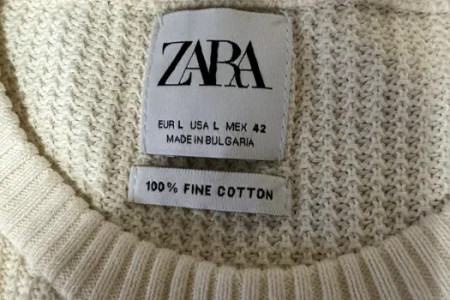 ZARA
EUR L USA L MEX 42
MADE IN BULGARIA
100% FINE COTTON